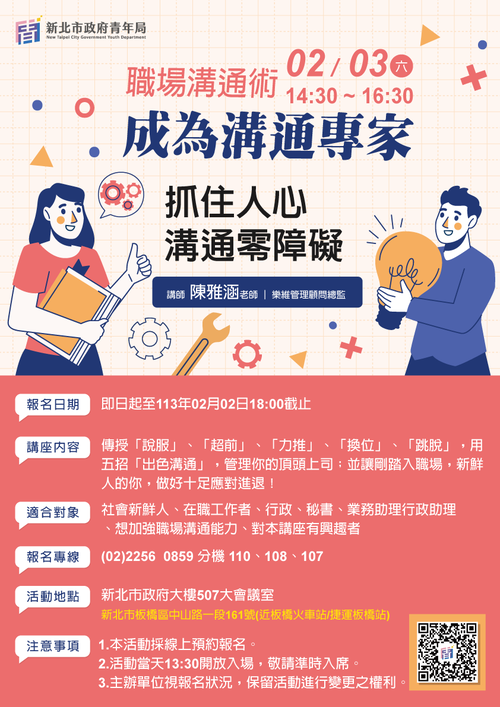 新北市政府青年局
New Taipei City Government Youth Department
02 / 03 六
職場溝通術
14:30 ~ 16:30
成為溝通專家
抓住人心
溝通零障礙
講師 陳雅涵老師 | 樂維管理顧問總監
報名日期 即日起至113年02月02日18:00截止
講座內容 傳授「說服」、「超前」、「力推」、「換位」、「跳脫」，用
五招「出色溝通」，管理你的頂頭上司；並讓剛踏入職場，新鮮
人的你，做好十足應對進退！
適合對象 社會新鮮人、在職工作者、行政、秘書、業務助理行政助理
、想加強職場溝通能力、對本講座有興趣者
報名專線 (02)2256 0859 分機 110、108、107
活動地點 新北市政府大樓507大會議室
新北市板橋區中山路一段161號(近板橋火車站/捷運板橋站)
注意事項 1.本活動採線上預約報名。
2.活動當天13:30開放入場，敬請準時入席。
3.主辦單位視報名狀況，保留活動進行變更之權利。